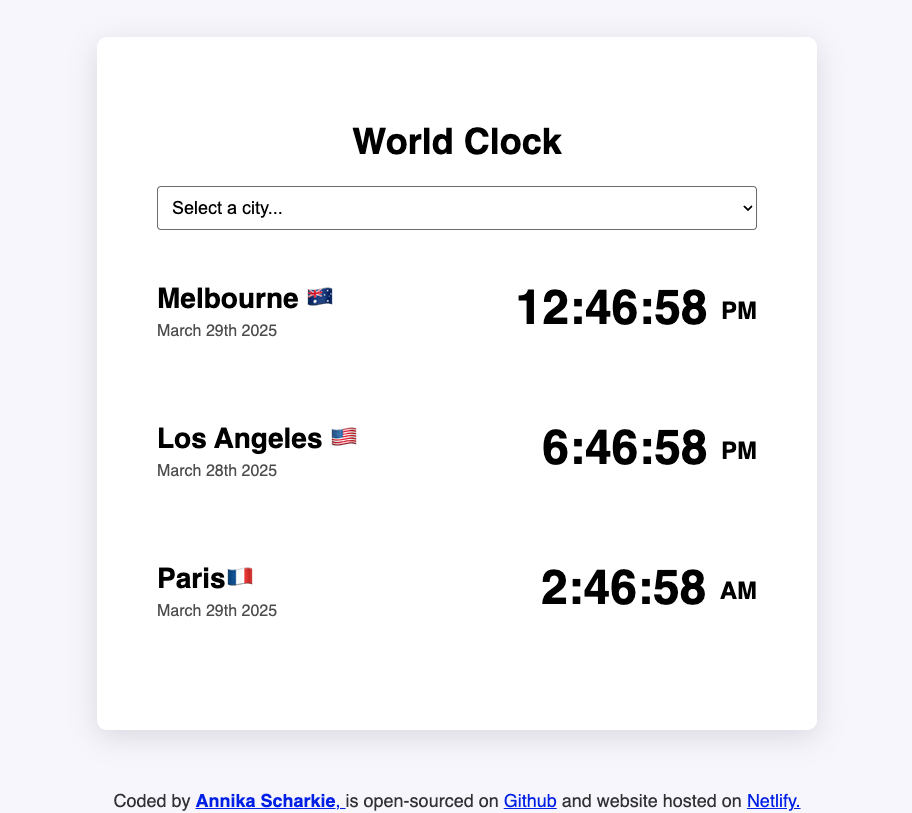 World Clock
Select a city...
Melbourne 🇦🇺
12:46:58 PM
March 29th 2025
Los Angeles 🇺🇸
6:46:58 PM
March 28th 2025
Paris🇫🇷
2:46:58 AM
March 29th 2025
Coded by Annika Scharkie, is open-sourced on Github and website hosted on Netlify.